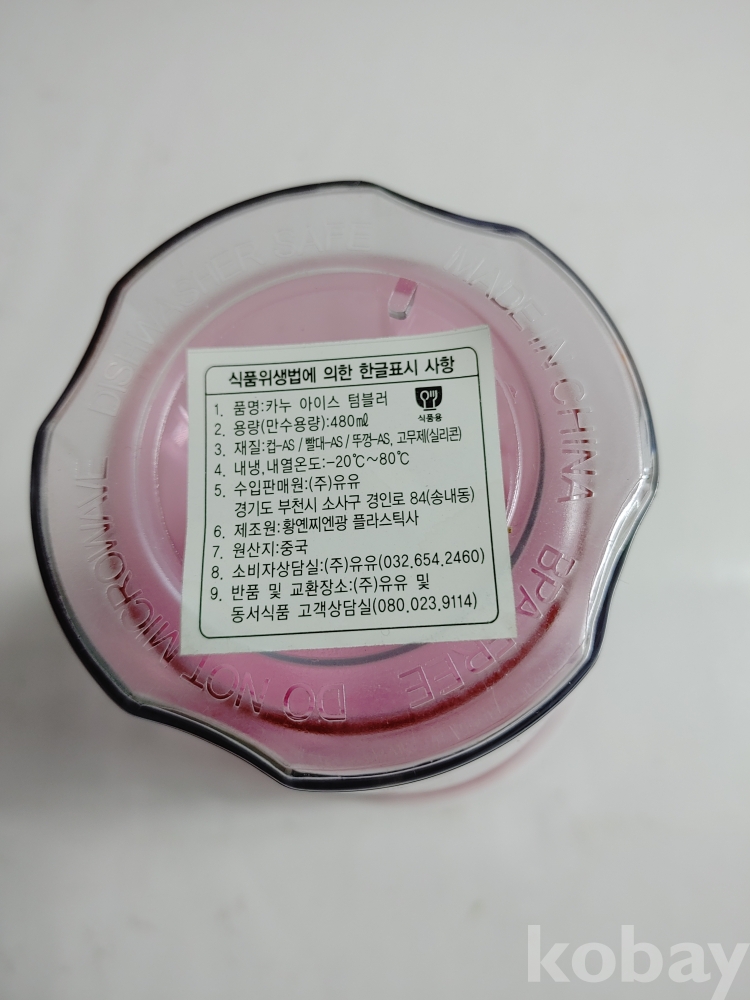 식품위생법에 의한 한글표시 사항
1. 품명:카누 아이스 텀블러
2. 용량(만수용량):480㎖
식품용
3. 재질:컵-AS / 빨대-AS / 뚜껑-AS, 고무제(실리콘)
4. 내냉,내열온도:-20℃~80℃
5. 수입판매원:(주)유유
경기도 부천시 소사구 경인로 84(송내동)
6. 제조원:황옌찌엔광 플라스틱사
7. 원산지:중국
8. 소비자상담실:(주)유유(032.654.2460)
9. 반품 및 교환장소:(주)유유 및
동서식품 고객상담실(080.023.9114)
DISHWASHER SAFE
MADE IN CHINA
BPA FREE
DO NOT MICROWAVE
kobay